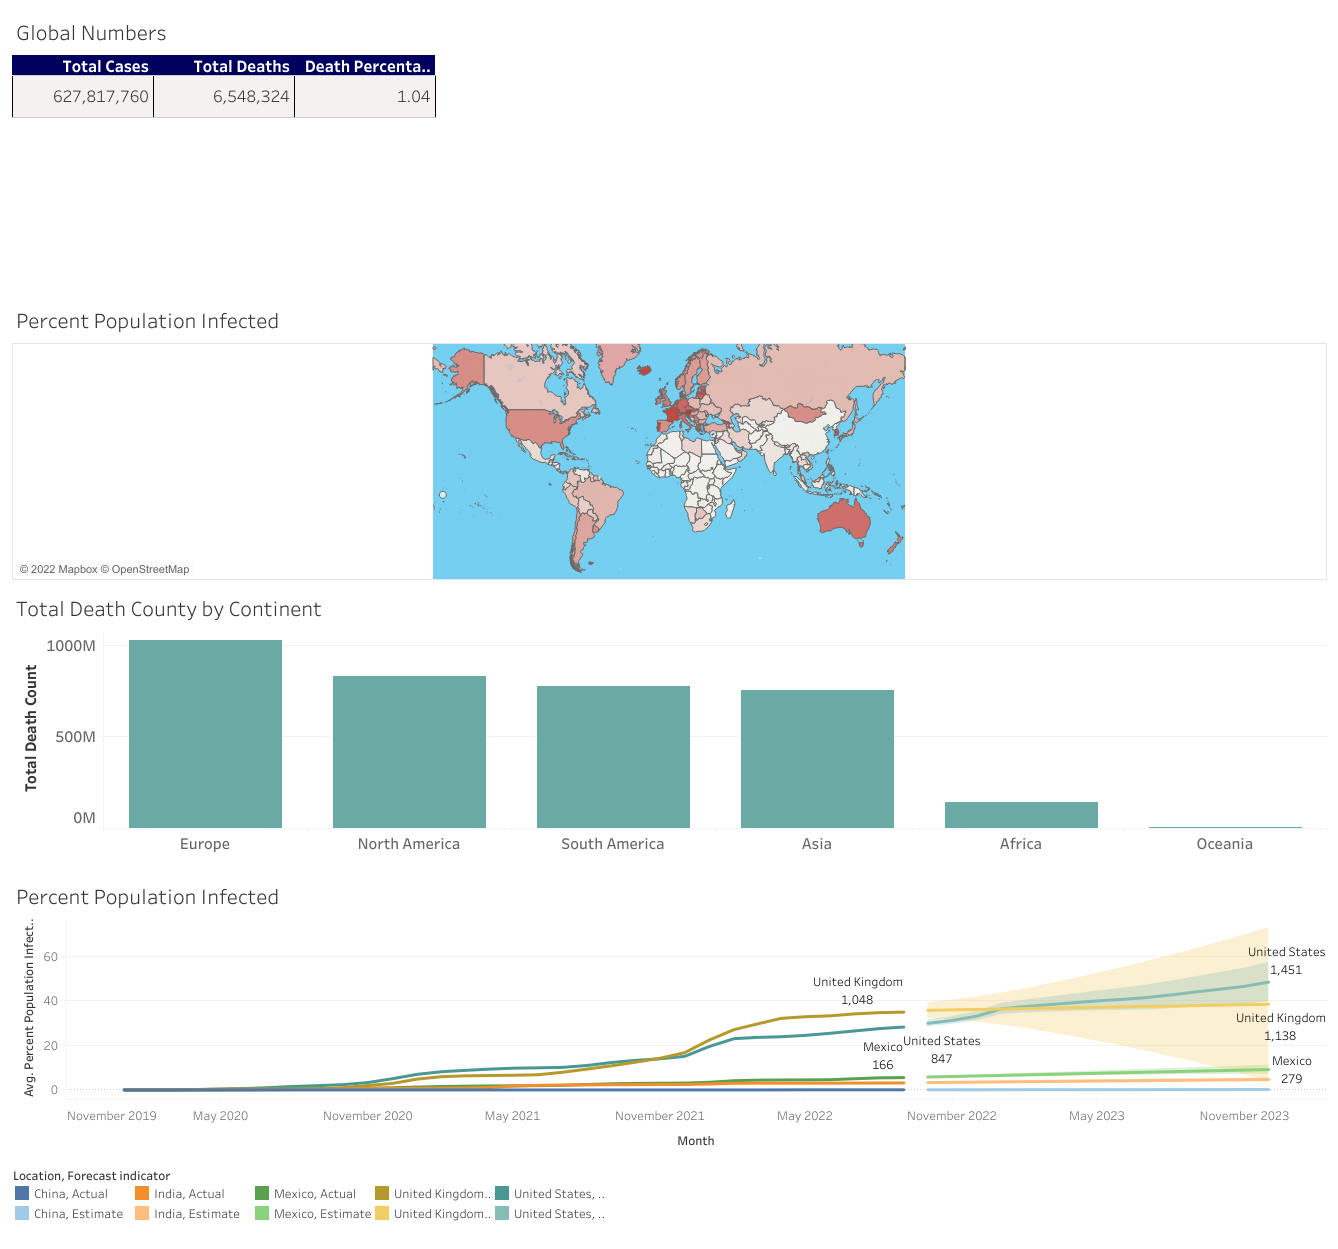 Global Numbers
Total Cases Total Deaths Death Percenta..
627,817,760 6,548,324 1.04
Percent Population Infected
© 2022 Mapbox © OpenStreetMap
Total Death County by Continent
Total Death Count
1000M
500M
0M
Europe North America South America Asia Africa Oceania
Percent Population Infected
Avg. Percent Population Infect..
60
40
20
0
United Kingdom
1,048
Mexico
166
United States
847
United States
1,451
United Kingdom
1,138
Mexico
279
November 2019 May 2020 November 2020 May 2021 November 2021 May 2022 November 2022 May 2023 November 2023
Month
Location, Forecast indicator
China, Actual India, Actual Mexico, Actual United Kingdom.. United States, ..
China, Estimate India, Estimate Mexico, Estimate United Kingdom.. United States, ..